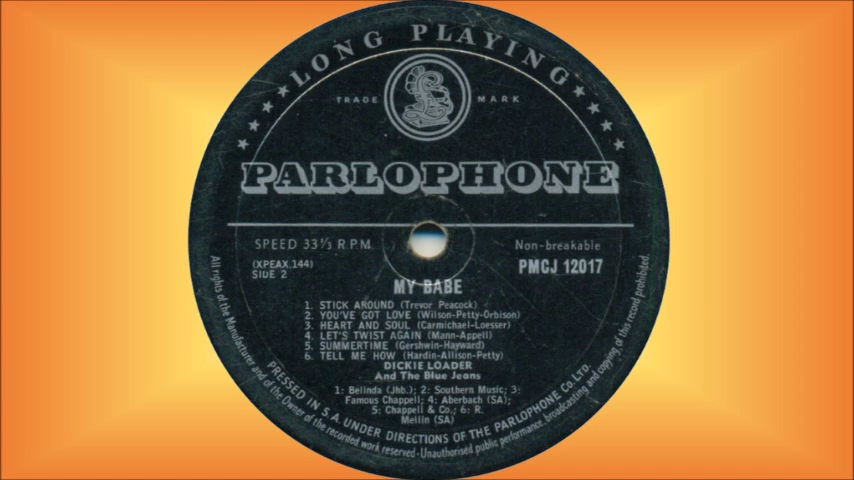 LONG PLAYING
TRADE MARK
PARLOPHONE
SPEED 33⅓ R.P.M.
Non-breakable
(XPEAX.144)
SIDE 2
PMCJ 12017
MY BABE
1. STICK AROUND (Trevor Peacock)
2. YOU'VE GOT LOVE (Wilson-Petty-Orbison)
3. HEART AND SOUL (Carmichael-Loesser)
4. LET'S TWIST AGAIN (Mann-Appell)
5. SUMMERTIME (Gershwin-Hayward)
6. TELL ME HOW (Hardin-Allison-Petty)
DICKIE LOADER
And The Blue Jeans
1: Belinda (Jhb.); 2: Southern Music; 3:
Famous Chappell; 4: Aberbach (SA);
5: Chappell & Co.; 6: R.
Mellin (SA)
PRESSED IN S.A. UNDER DIRECTIONS OF THE PARLOPHONE Co. LTD.
All rights of the Manufacturer and of the Owner of the recorded work reserved-Unauthorised public performance, broadcasting and copying of this record prohibited.